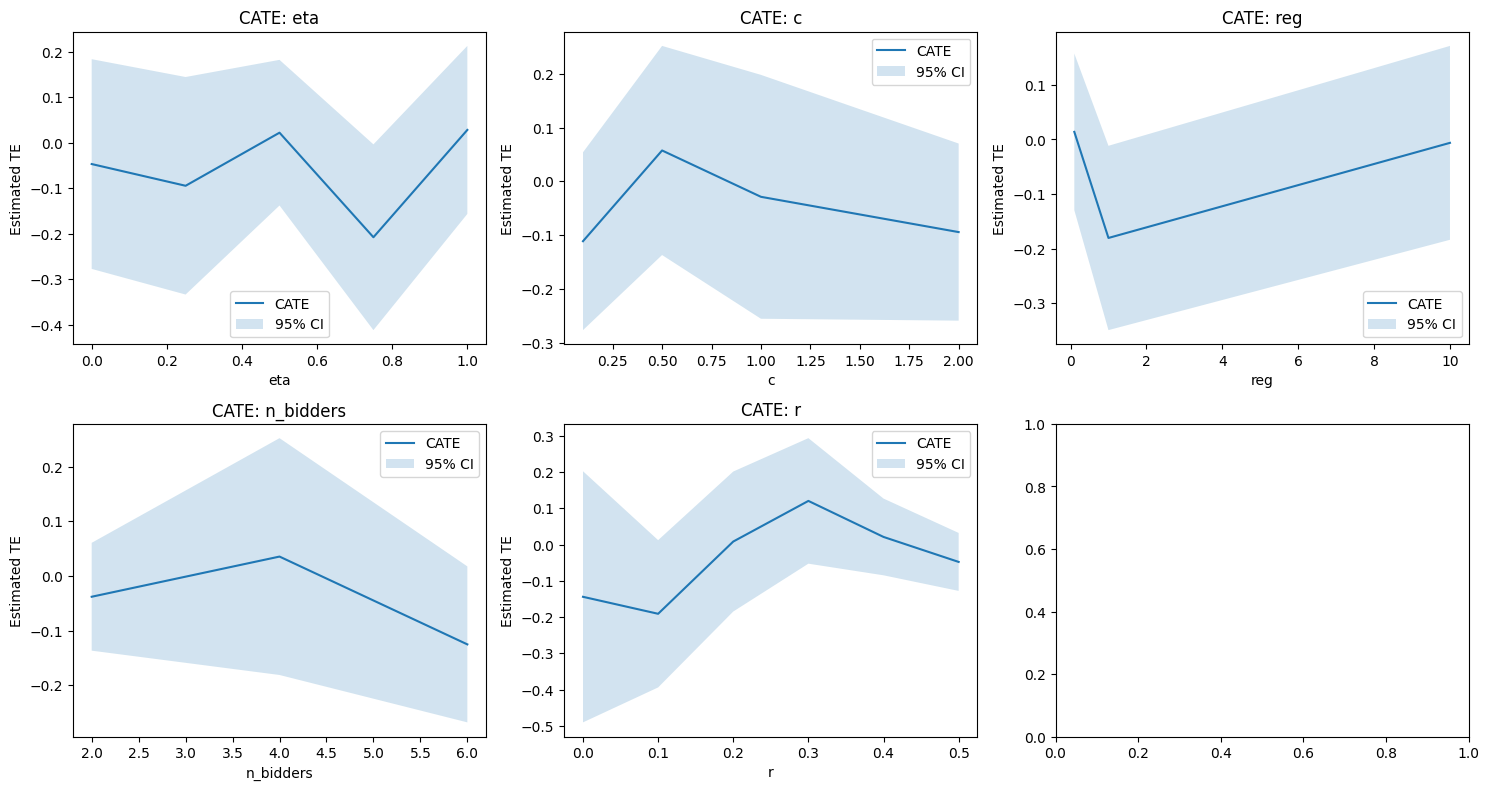 CATE: eta
0.2
0.1
0.0
−0.1
−0.2
−0.3
−0.4
Estimated TE
CATE
95% CI
0.0 0.2 0.4 0.6 0.8 1.0
eta
CATE: c
0.2
0.1
0.0
−0.1
−0.2
−0.3
Estimated TE
CATE
95% CI
0.25 0.50 0.75 1.00 1.25 1.50 1.75 2.00
c
CATE: reg
0.1
0.0
−0.1
−0.2
−0.3
Estimated TE
CATE
95% CI
0 2 4 6 8 10
reg
CATE: n_bidders
0.2
0.1
0.0
−0.1
−0.2
Estimated TE
CATE
95% CI
2.0 2.5 3.0 3.5 4.0 4.5 5.0 5.5 6.0
n_bidders
CATE: r
0.3
0.2
0.1
0.0
−0.1
−0.2
−0.3
−0.4
−0.5
Estimated TE
CATE
95% CI
0.0 0.1 0.2 0.3 0.4 0.5
r
1.0
0.8
0.6
0.4
0.2
0.0
0.0 0.2 0.4 0.6 0.8 1.0